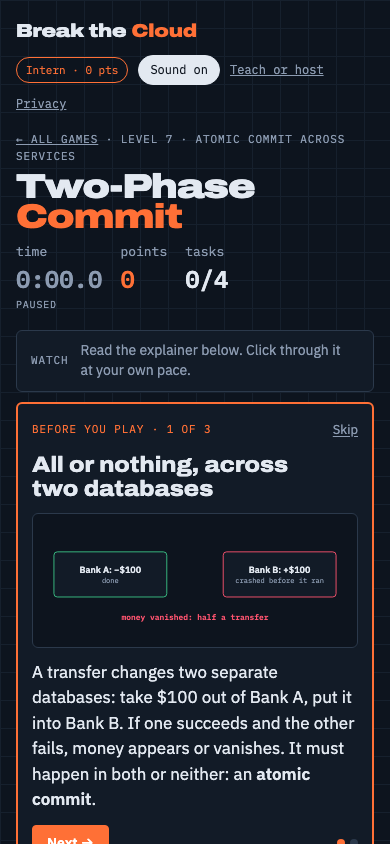 Break the Cloud
Intern · 0 pts
Sound on
Teach or host
Privacy
← ALL GAMES · LEVEL 7 · ATOMIC COMMIT ACROSS
SERVICES
Two-Phase
Commit
time
points
tasks
0:00.0
0
0/4
PAUSED
WATCH
Read the explainer below. Click through it
at your own pace.
BEFORE YOU PLAY · 1 OF 3
Skip
All or nothing, across
two databases
Bank A: −$100
done
Bank B: +$100
crashed before it ran
money vanished: half a transfer
A transfer changes two separate
databases: take $100 out of Bank A, put it
into Bank B. If one succeeds and the other
fails, money appears or vanishes. It must
happen in both or neither: an atomic
commit.
Next →